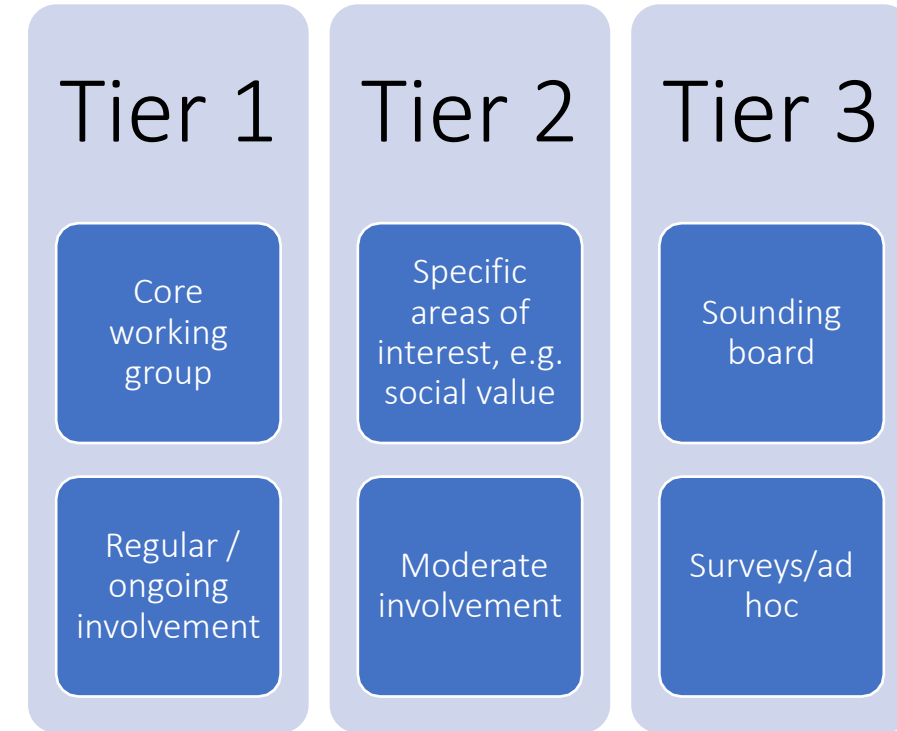 Tier 1
Core
working
group
Regular /
ongoing
involvement
Tier 2
Specific
areas of
interest, e.g.
social value
Moderate
involvement
Tier 3
Sounding
board
Surveys/ad
hoc